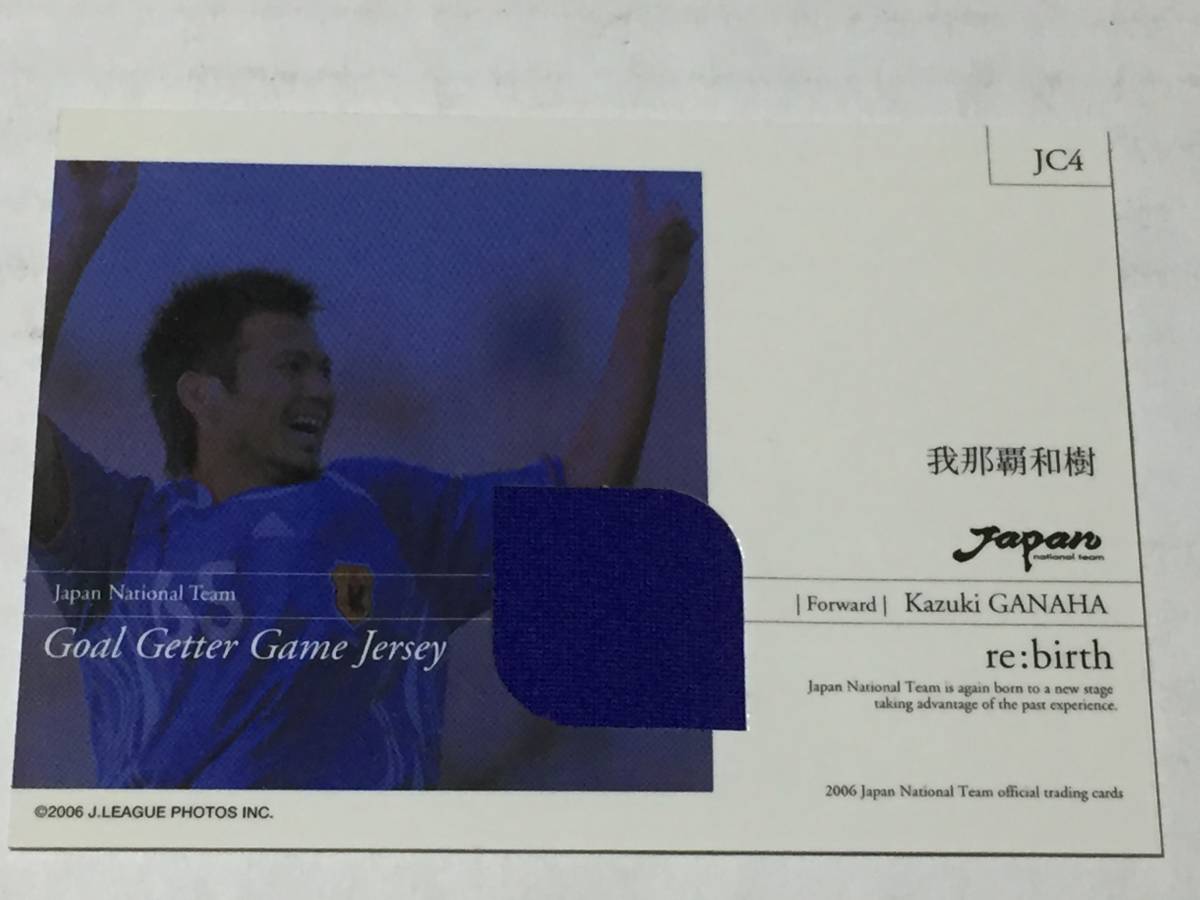 JC4
我那覇和樹
Japan
national team
| Forward | Kazuki GANAHA
re:birth
Japan National Team is again born to a new stage
taking advantage of the past experience.
2006 Japan National Team official trading cards
Japan National Team
Goal Getter Game Jersey
©2006 J.LEAGUE PHOTOS INC.